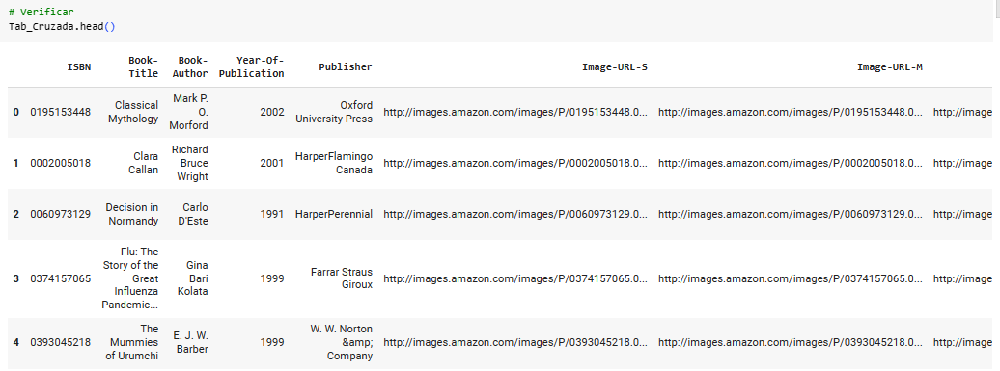 # Verificar
Tab_Cruzada.head()
ISBN Book-Title Book-Author Year-Of-Publication Publisher Image-URL-S Image-URL-M
0 0195153448 Classical Mythology Mark P. O. Morford 2002 Oxford University Press http://images.amazon.com/images/P/0195153448.0... http://images.amazon.com/images/P/0195153448.0... http://image
1 0002005018 Clara Callan Richard Bruce Wright 2001 HarperFlamingo Canada http://images.amazon.com/images/P/0002005018.0... http://images.amazon.com/images/P/0002005018.0... http://image
2 0060973129 Decision in Normandy Carlo D'Este 1991 HarperPerennial http://images.amazon.com/images/P/0060973129.0... http://images.amazon.com/images/P/0060973129.0... http://image
3 0374157065 Flu: The Story of the Great Influenza Pandemic... Gina Bari Kolata 1999 Farrar Straus Giroux http://images.amazon.com/images/P/0374157065.0... http://images.amazon.com/images/P/0374157065.0... http://image
4 0393045218 The Mummies of Urumchi E. J. W. Barber 1999 W. W. Norton &amp; Company http://images.amazon.com/images/P/0393045218.0... http://images.amazon.com/images/P/0393045218.0... http://image